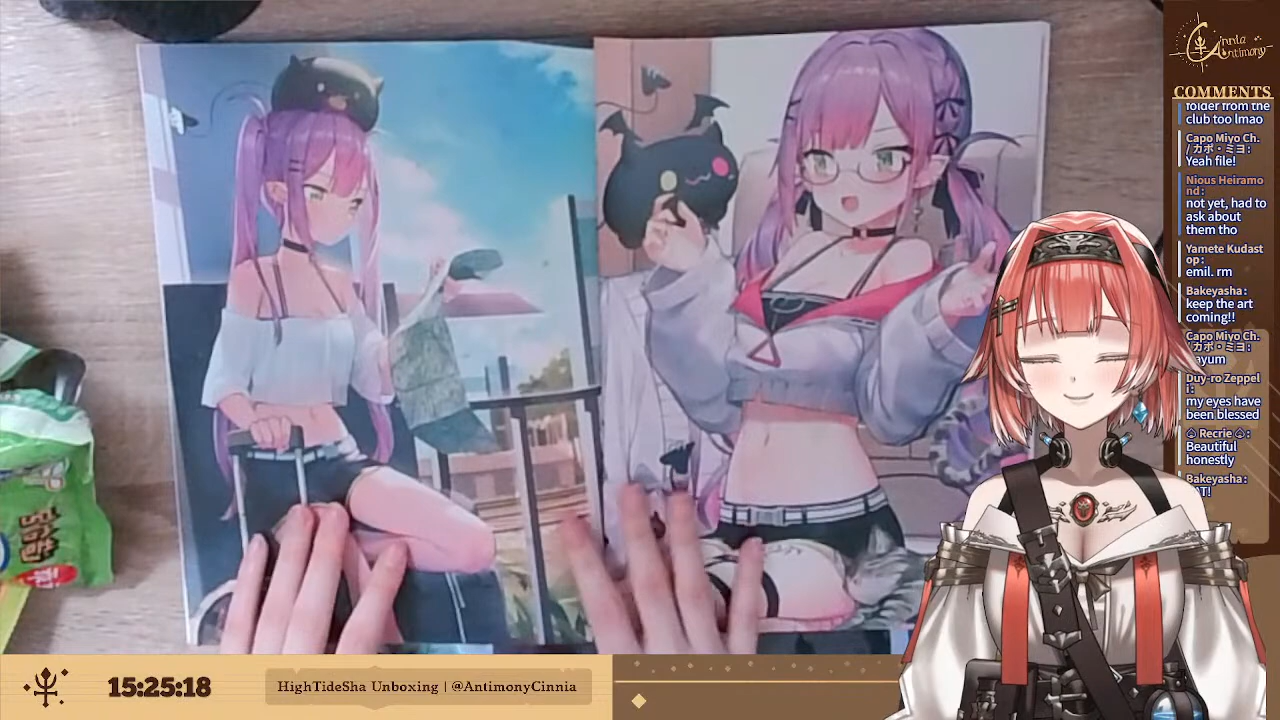 Cinnia
Antimony
COMMENTS
folder from the
club too lmao
Capo Miyo Ch.
/カポ・ミヨ:
Yeah file!
Nious Heiramo
nd:
not yet, had to
ask about
them tho
Yamete Kudast
op:
emil. rm
Bakeyasha:
keep the art
coming!!
Capo Miyo Ch.
カポ・ミヨ:
ayum
Duy-ro Zeppel
i:
my eyes have
been blessed
♤ Recrie ♤:
Beautiful
honestly
Bakeyasha:
15:25:18
HighTideSha Unboxing | @AntimonyCinnia